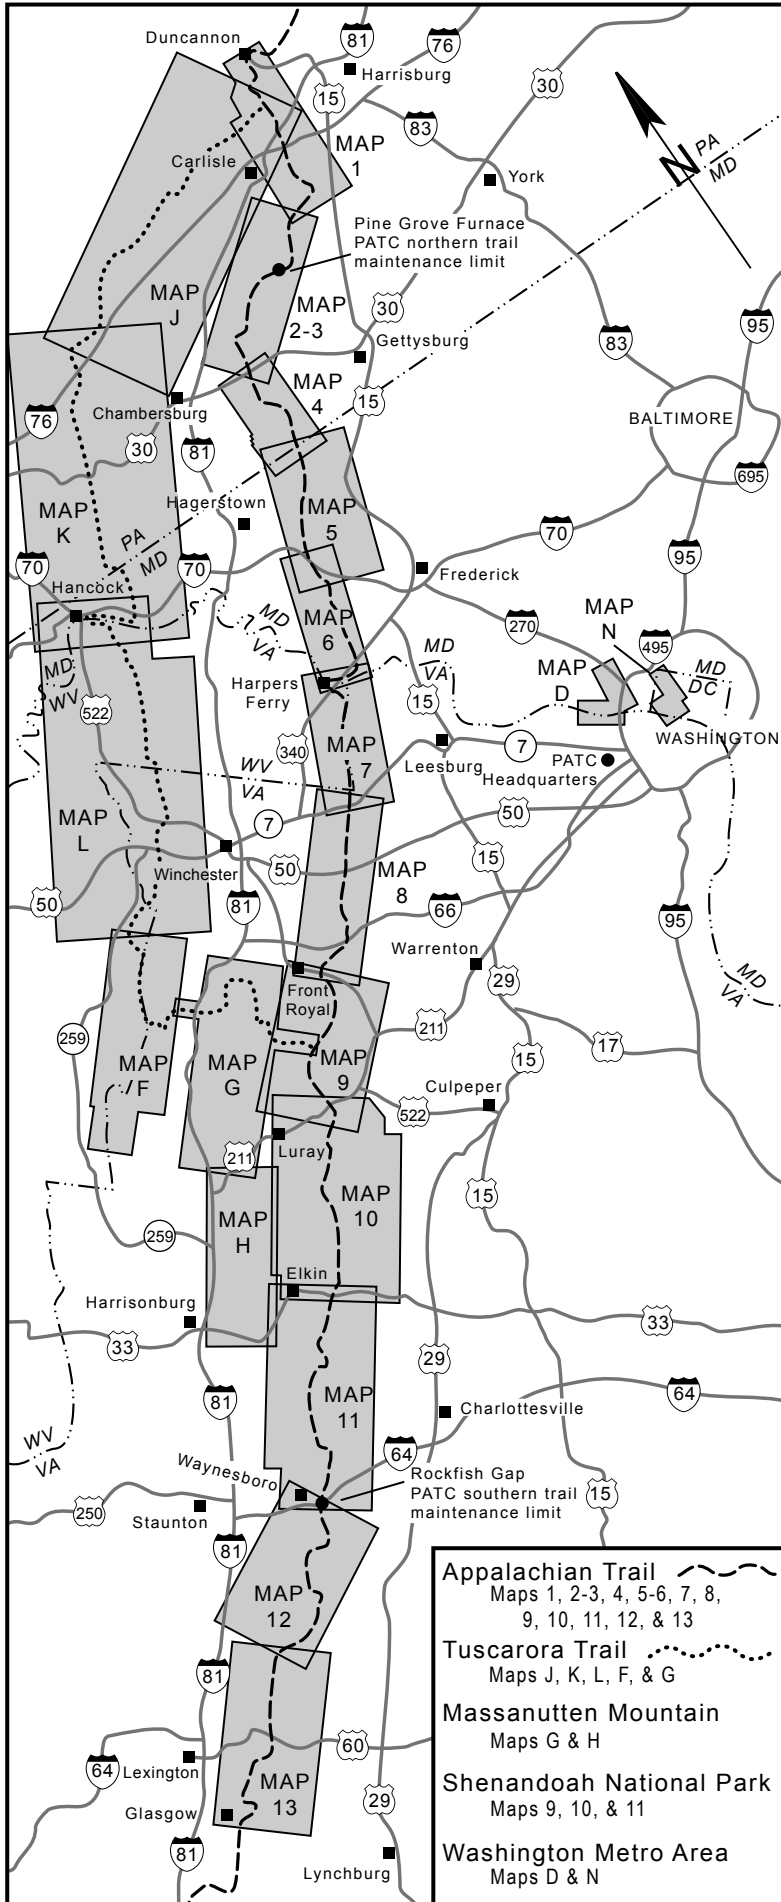 Duncannon
81
76
Harrisburg
15
30
83
MAP
1
PA
MD
N
Carlisle
York
Pine Grove Furnace
PATC northern trail
maintenance limit
MAP
J
MAP
2-3
30
95
83
Gettysburg
MAP
4
15
Chambersburg
76
30
81
BALTIMORE
695
Hagerstown
MAP
K
MAP
5
PA
MD
70
70
70
95
Hancock
Frederick
MAP
N
270
495
MD
VA
MAP
6
MD
VA
MAP
D
MD
DC
MD
WV
Harpers
Ferry
15
522
340
MAP
7
Leesburg
7
PATC
Headquarters
WASHINGTON
WV
VA
MAP
L
7
50
Winchester
50
15
MAP
8
50
81
66
95
Warrenton
29
MD
VA
Front
Royal
259
211
17
15
MAP
F
MAP
G
MAP
9
Culpeper
522
211
Luray
15
MAP
10
MAP
H
259
Elkin
Harrisonburg
33
33
29
81
MAP
11
64
Charlottesville
WV
VA
64
Waynesboro
Rockfish Gap
PATC southern trail
maintenance limit
15
250
Staunton
81
MAP
12
81
60
64
Lexington
MAP
13
29
Glasgow
81
Lynchburg
Appalachian Trail
Maps 1, 2-3, 4, 5-6, 7, 8,
9, 10, 11, 12, & 13
Tuscarora Trail
Maps J, K, L, F, & G
Massanutten Mountain
Maps G & H
Shenandoah National Park
Maps 9, 10, & 11
Washington Metro Area
Maps D & N